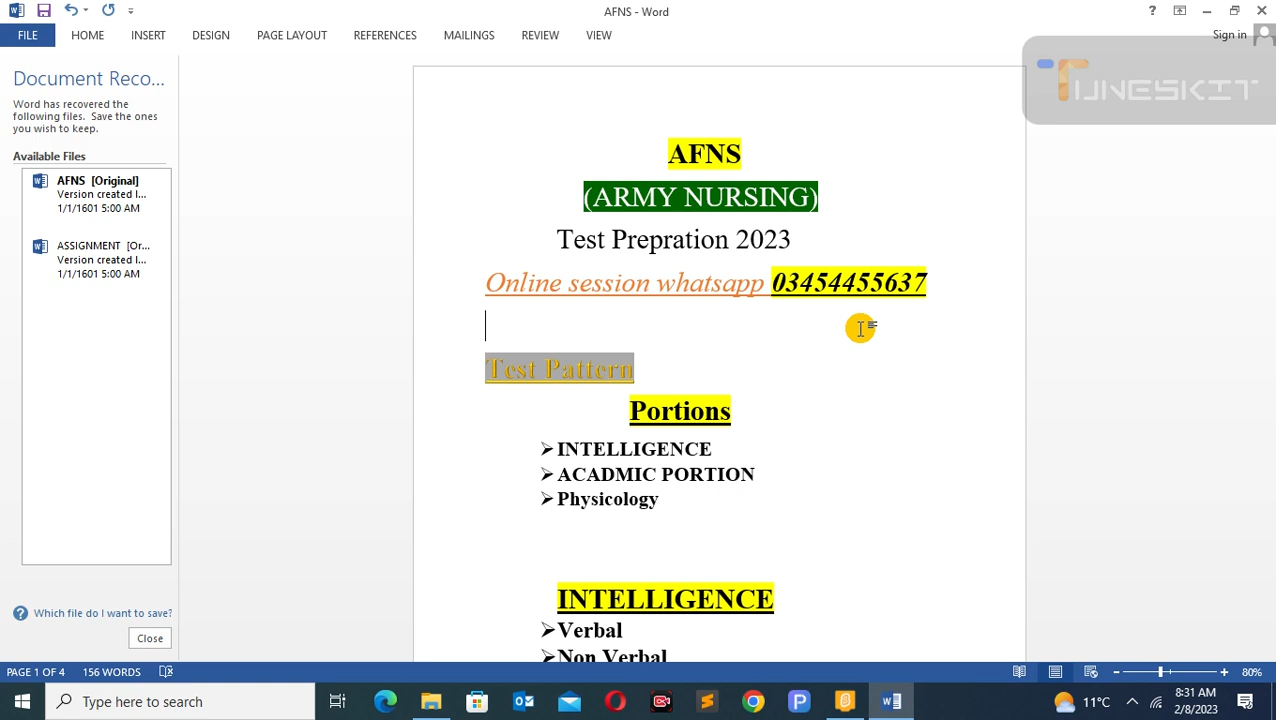 AFNS - Word
?
FILE HOME INSERT DESIGN PAGE LAYOUT REFERENCES MAILINGS REVIEW VIEW
Sign in
TUNESKIT
Document Reco...
Word has recovered the
following files. Save the ones
you wish to keep.
Available Files
AFNS [Original]
Version created l...
1/1/1601 5:00 AM
ASSIGNMENT [Or...
Version created l...
1/1/1601 5:00 AM
? Which file do I want to save?
Close
AFNS
(ARMY NURSING)
Test Prepration 2023
Online session whatsapp 03454455637
Test Pattern
Portions
➢ INTELLIGENCE
➢ ACADMIC PORTION
➢ Physicology
INTELLIGENCE
➢ Verbal
➢ Non Verbal
PAGE 1 OF 4 156 WORDS
80%
Type here to search
11°C
8:31 AM
2/8/2023